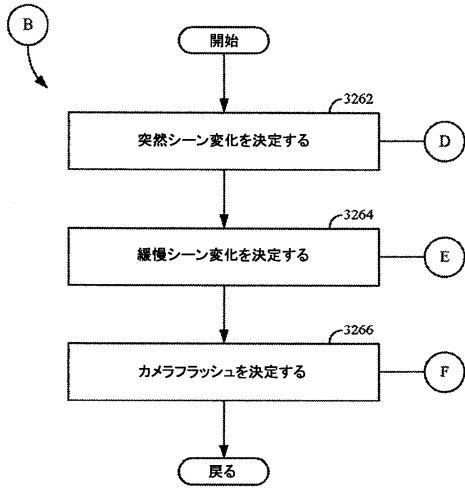 B
開始
3262
突然シーン変化を決定する
D
3264
緩慢シーン変化を決定する
E
3266
カメラフラッシュを決定する
F
戻る